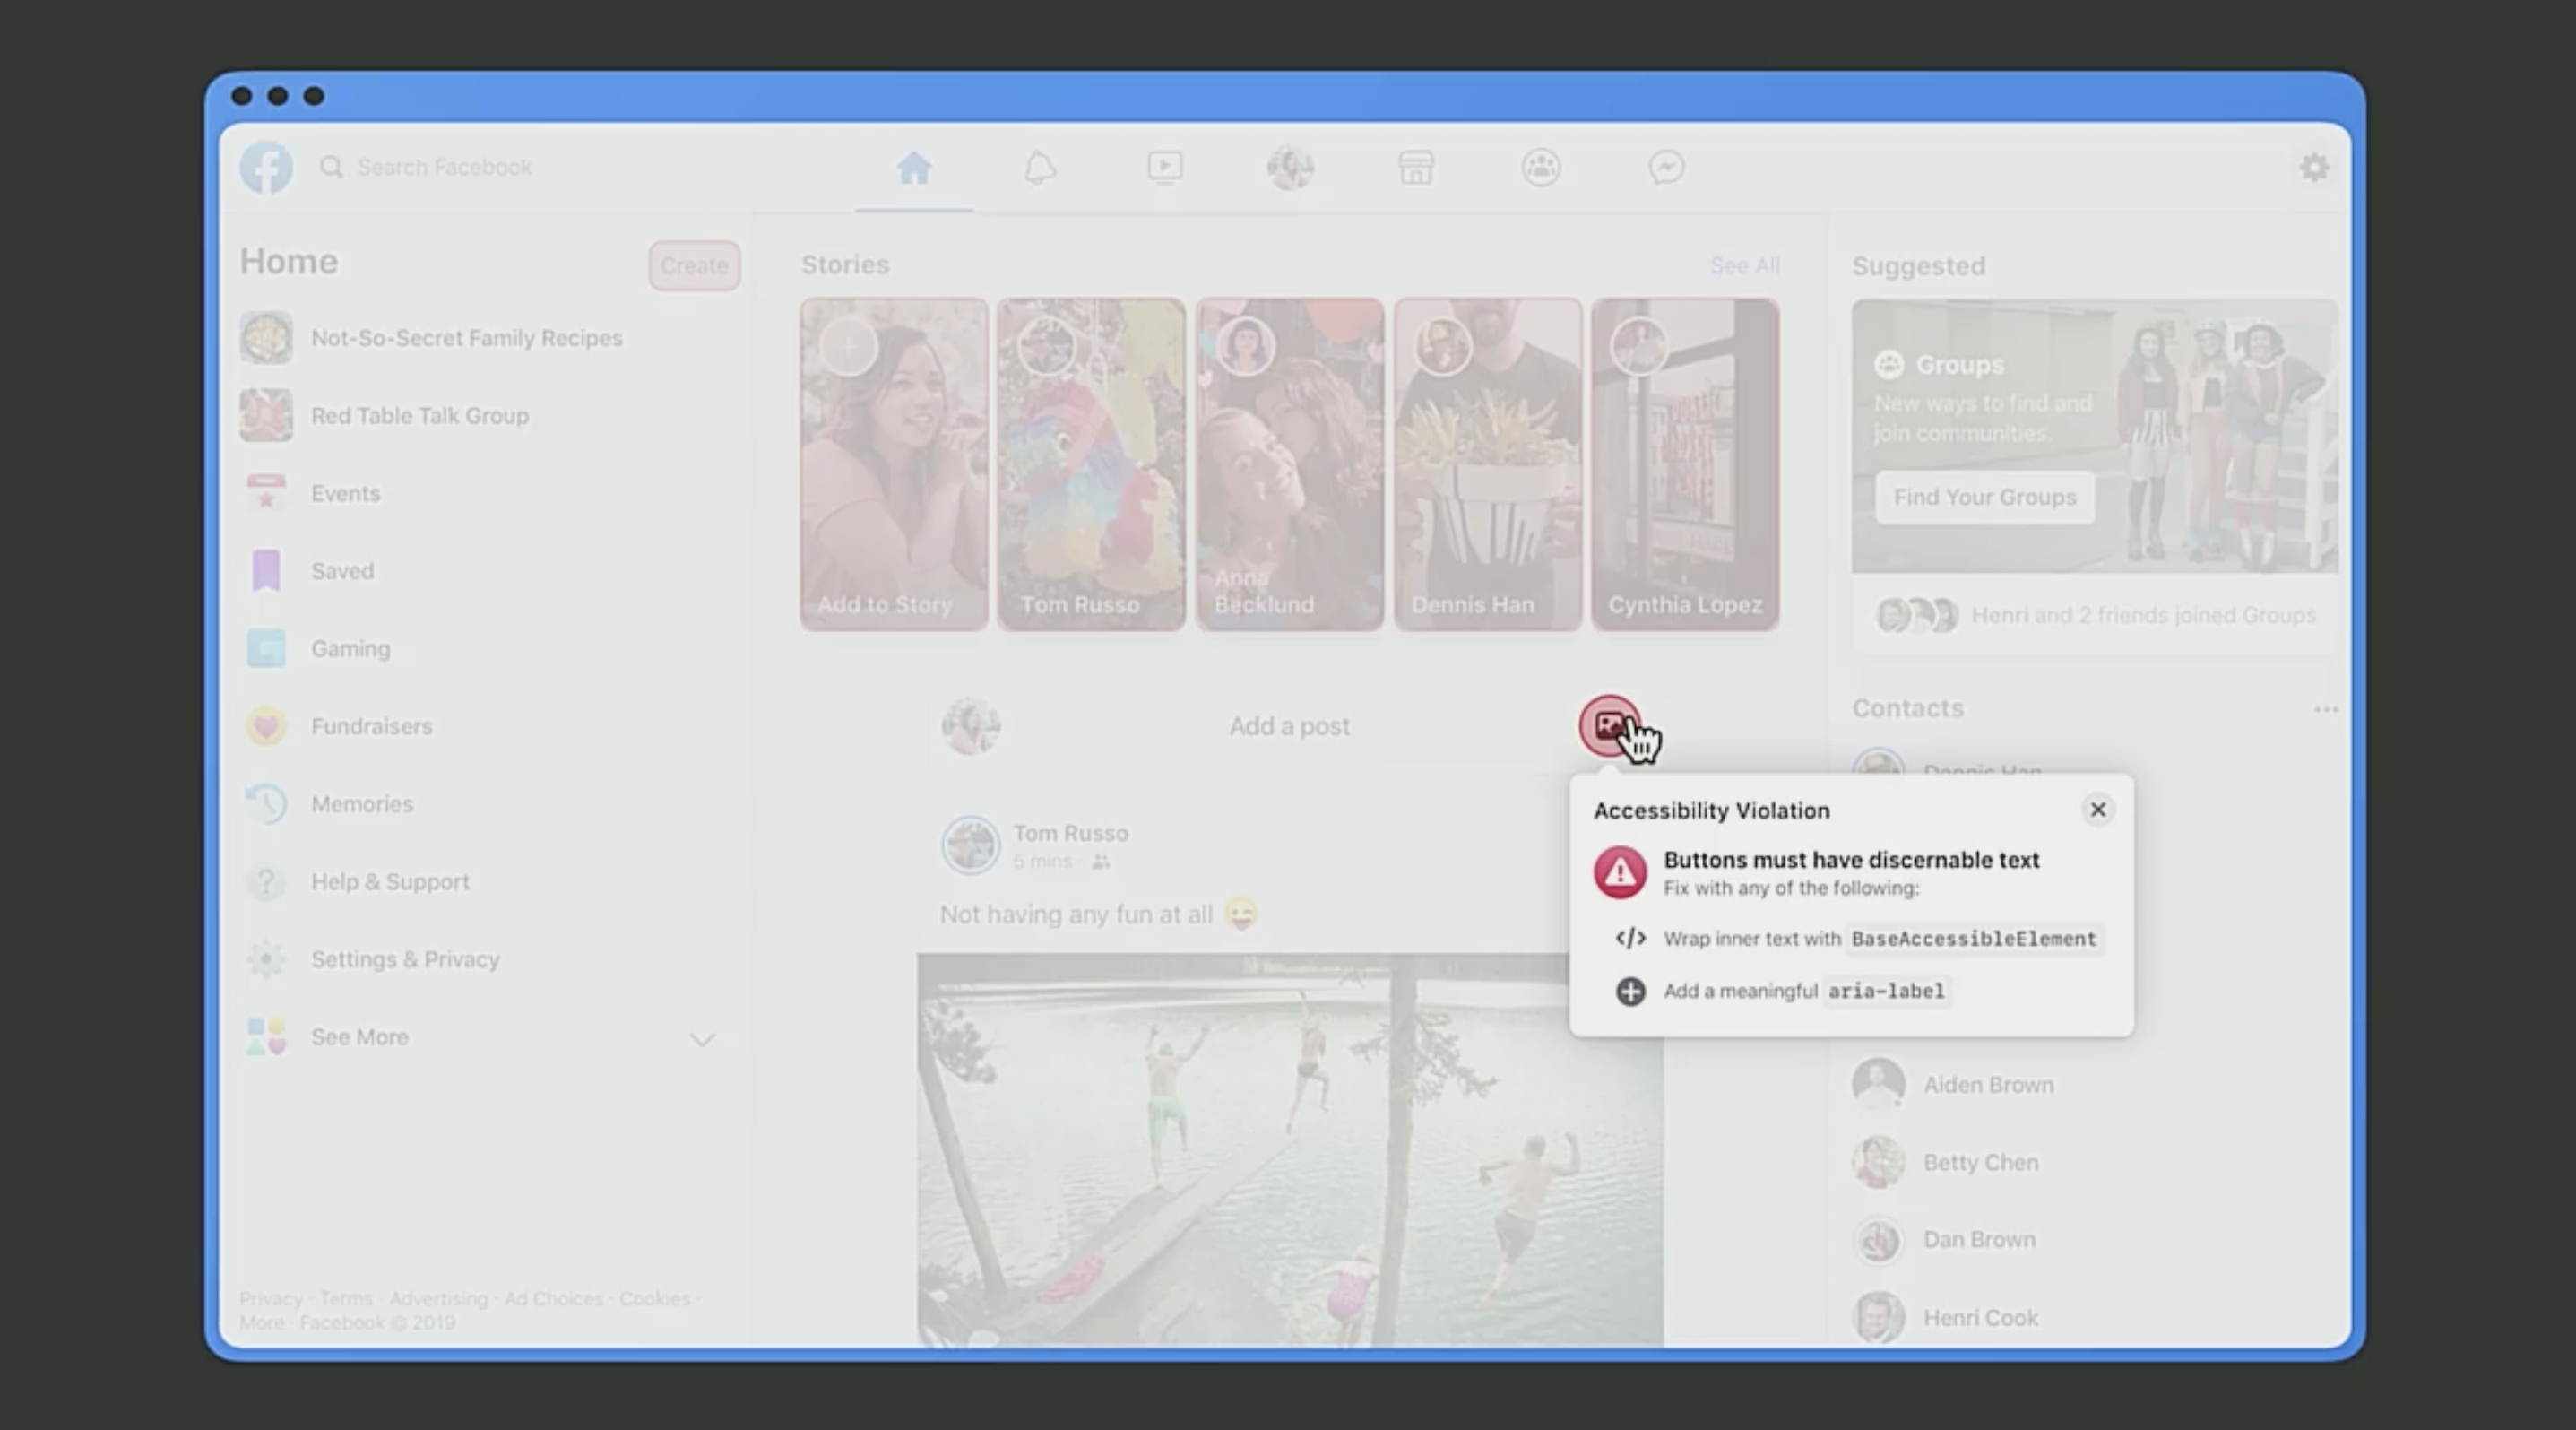 Search Facebook
Home
Create
Not-So-Secret Family Recipes
Red Table Talk Group
Events
Saved
Gaming
Fundraisers
Memories
Help & Support
Settings & Privacy
See More
Privacy · Terms · Advertising · Ad Choices · Cookies ·
More · Facebook © 2019
Stories
See All
Add to Story
Tom Russo
Anna
Becklund
Dennis Han
Cynthia Lopez
Add a post
Tom Russo
5 mins ·
Not having any fun at all 😜
Suggested
Groups
New ways to find and
join communities.
Find Your Groups
Henri and 2 friends joined Groups
Contacts
Dennis Han
Accessibility Violation
Buttons must have discernable text
Fix with any of the following:
</> Wrap inner text with BaseAccessibleElement
Add a meaningful aria-label
Aiden Brown
Betty Chen
Dan Brown
Henri Cook